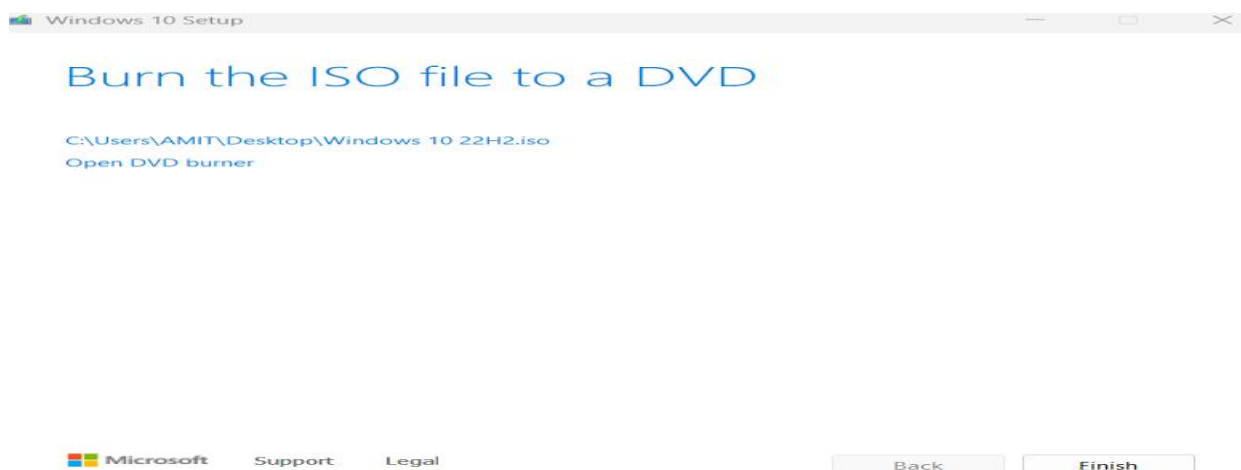 Windows 10 Setup
Burn the ISO file to a DVD
C:\Users\AMIT\Desktop\Windows 10 22H2.iso
Open DVD burner
Microsoft Support Legal Back Finish